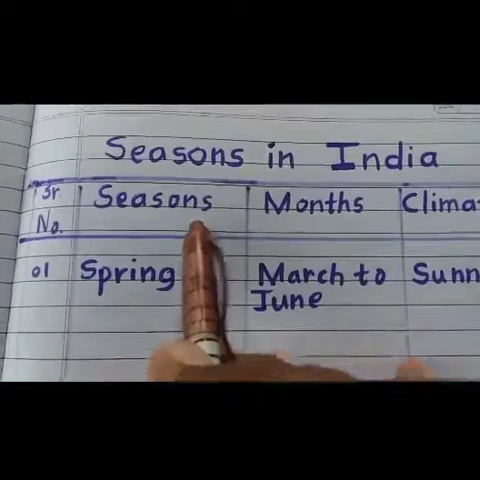 Seasons in India
Sr Seasons Months Clima
No.
01 Spring March to Sunn
June